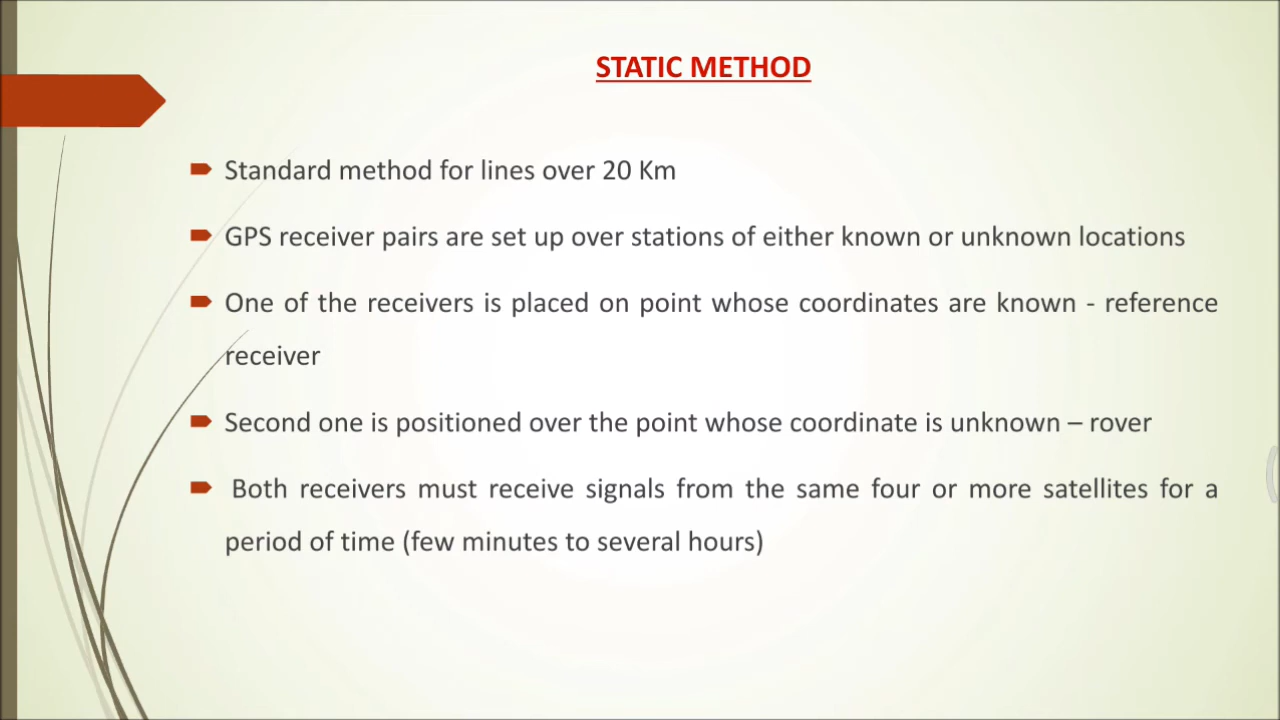 STATIC METHOD
Standard method for lines over 20 Km
GPS receiver pairs are set up over stations of either known or unknown locations
One of the receivers is placed on point whose coordinates are known - reference
receiver
Second one is positioned over the point whose coordinate is unknown – rover
Both receivers must receive signals from the same four or more satellites for a
period of time (few minutes to several hours)